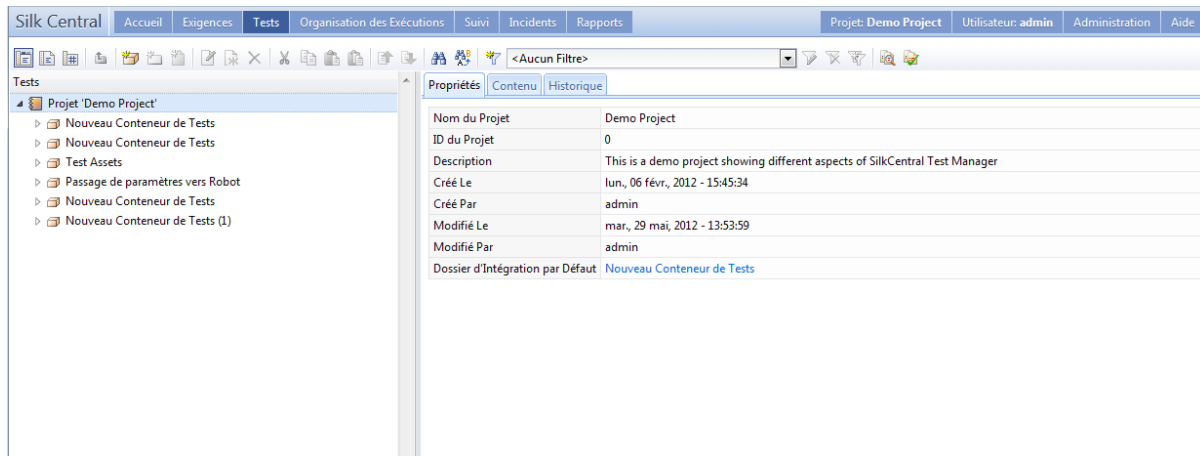 Silk Central Accueil Exigences Tests Organisation des Exécutions Suivi Incidents Rapports Projet: Demo Project Utilisateur: admin Administration Aide
<Aucun Filtre>
Tests
Projet 'Demo Project'
Nouveau Conteneur de Tests
Nouveau Conteneur de Tests
Test Assets
Passage de paramètres vers Robot
Nouveau Conteneur de Tests
Nouveau Conteneur de Tests (1)
Propriétés Contenu Historique
Nom du Projet Demo Project
ID du Projet 0
Description This is a demo project showing different aspects of SilkCentral Test Manager
Créé Le lun., 06 févr., 2012 - 15:45:34
Créé Par admin
Modifié Le mar., 29 mai, 2012 - 13:53:59
Modifié Par admin
Dossier d'Intégration par Défaut Nouveau Conteneur de Tests